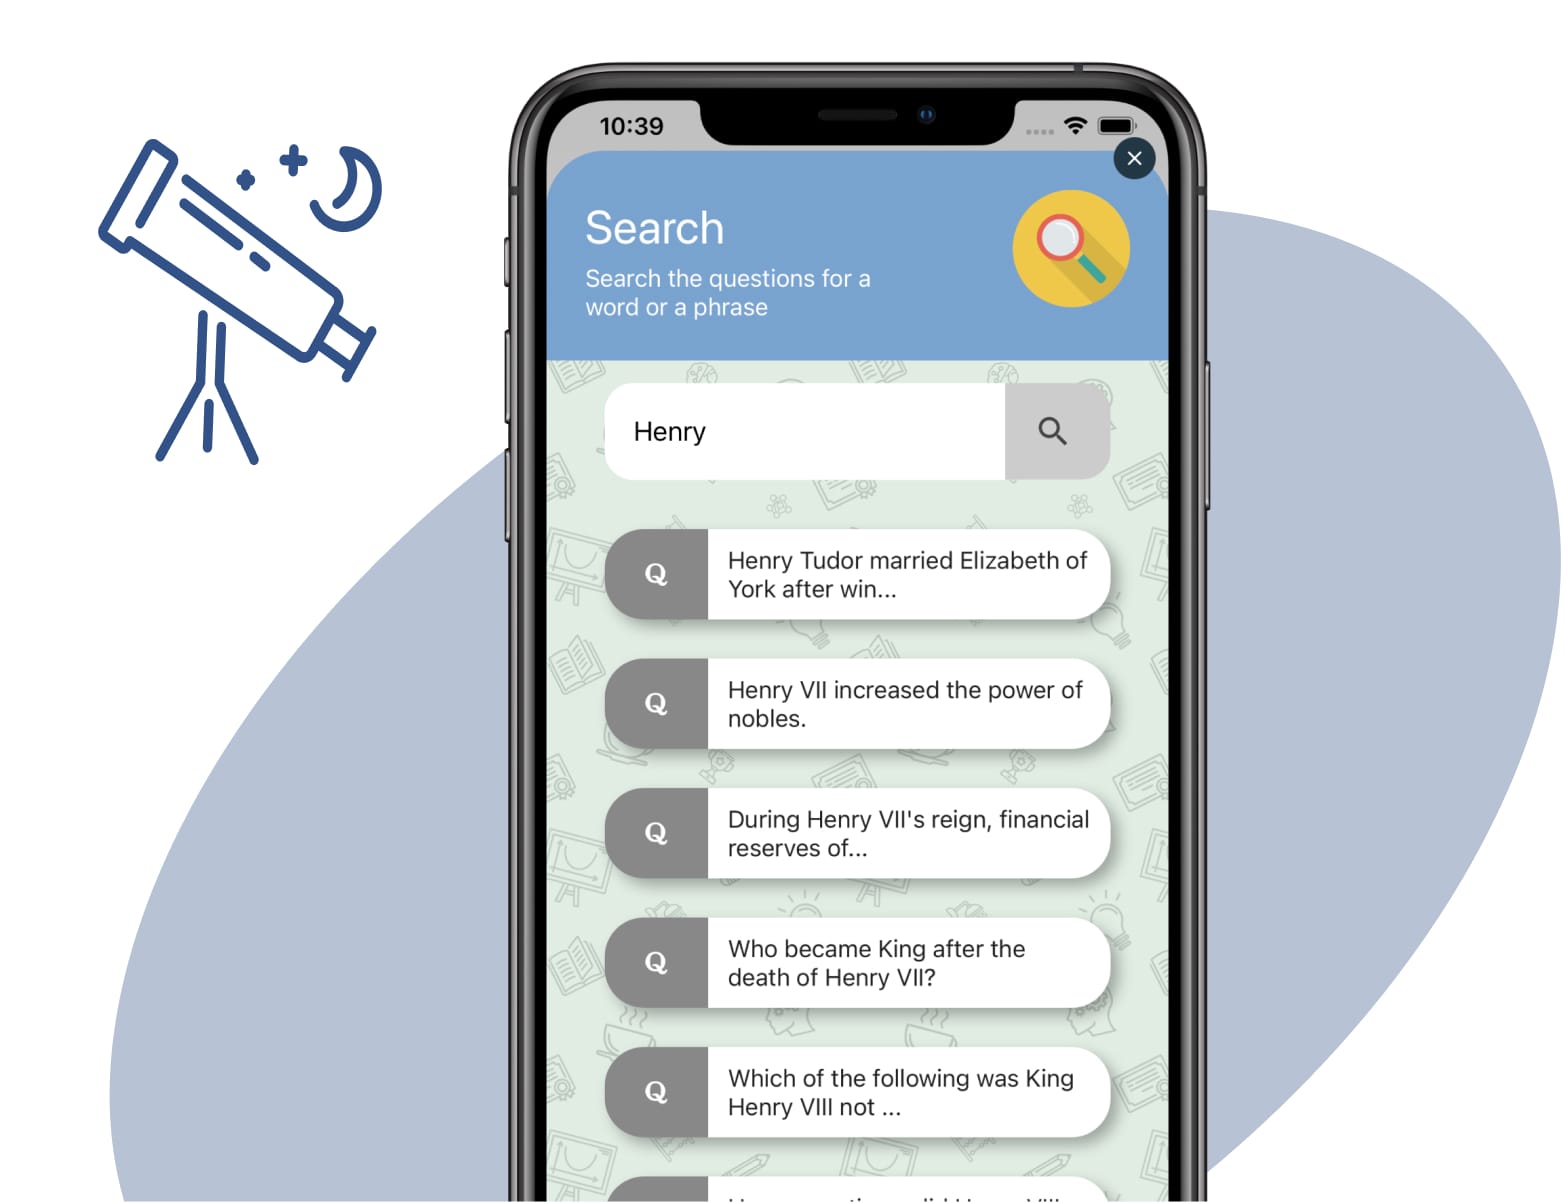 10:39
Search
Search the questions for a
word or a phrase
Henry
Q
Henry Tudor married Elizabeth of
York after win...
Q
Henry VII increased the power of
nobles.
Q
During Henry VII's reign, financial
reserves of...
Q
Who became King after the
death of Henry VII?
Q
Which of the following was King
Henry VIII not ...